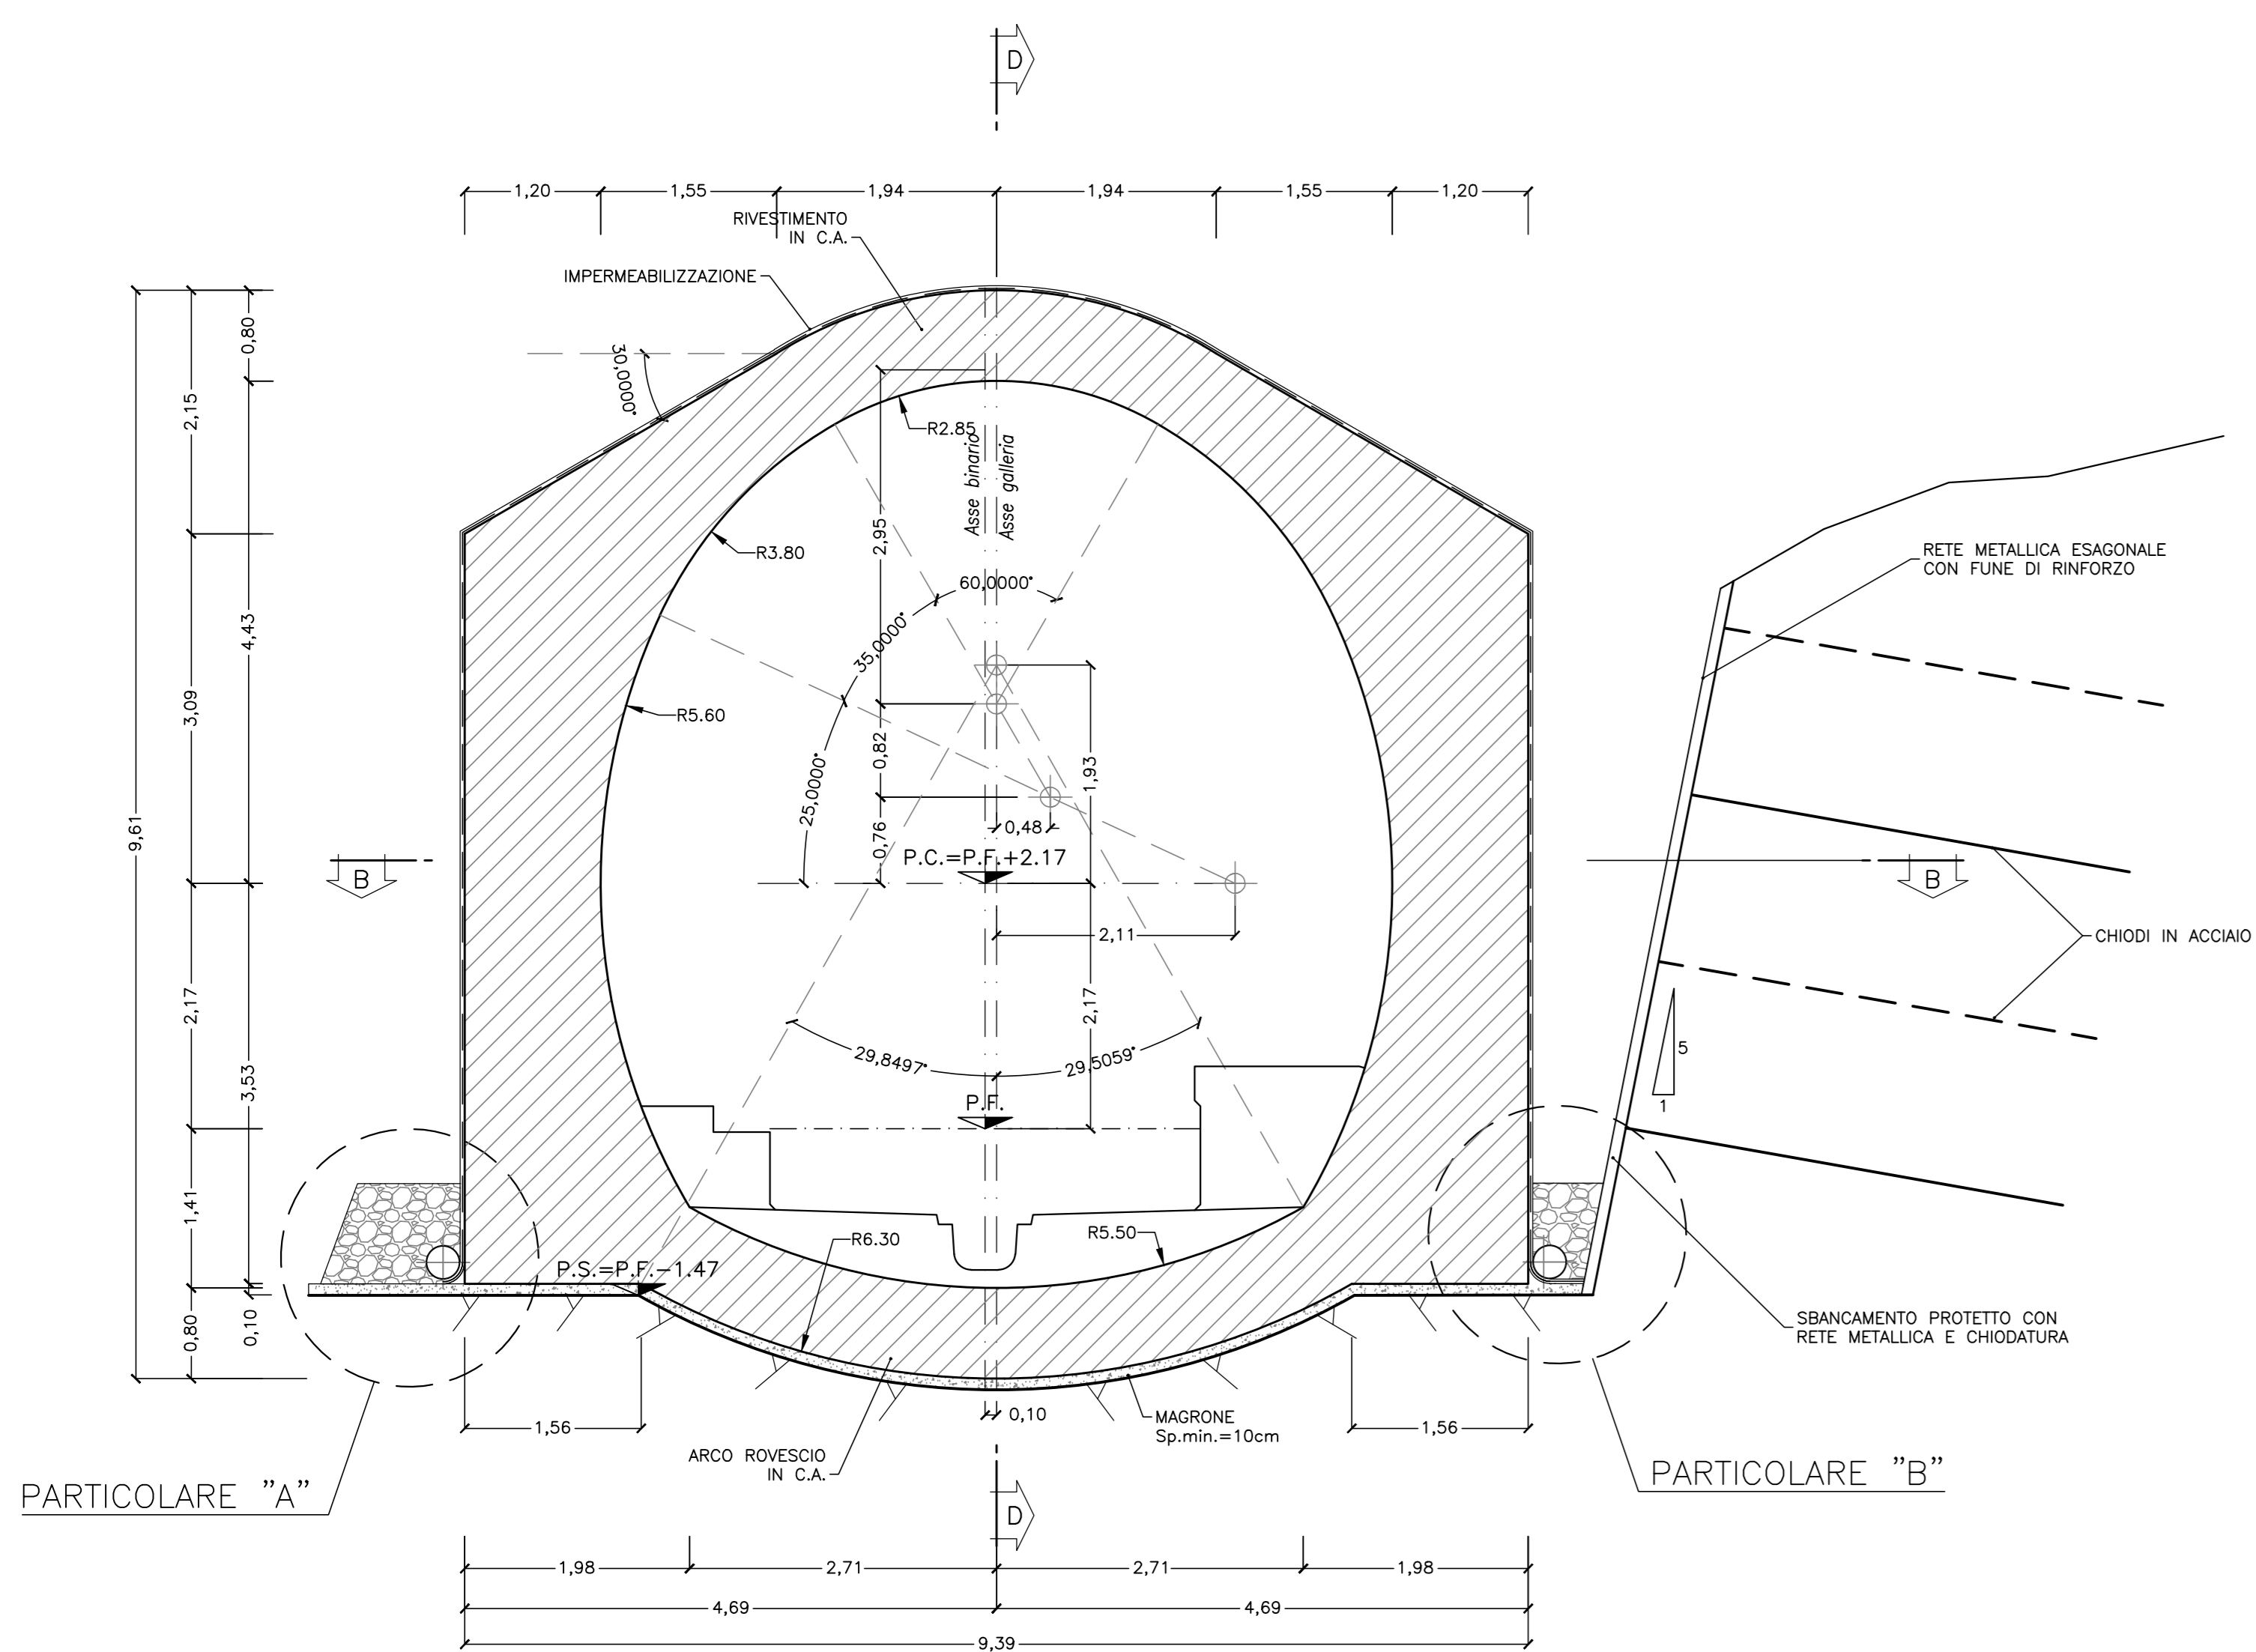 D
1,20
1,55
1,94
1,94
1,55
1,20
RIVESTIMENTO
IN C.A.
IMPERMEABILIZZAZIONE
30,0000°
0,80
2,15
4,43
3,09
9,61
2,17
3,53
1,41
0,80
0,10
R2.85
Asse binario
Asse galleria
2,95
R3.80
60,0000°
35,0000°
R5.60
25,0000°
0,82
0,76
1,93
0,48
P.C.=P.F.+2.17
2,11
2,17
B
B
29,8497°
29,5059°
P.F.
R6.30
R5.50
P.S.=P.F.-1.47
RETE METALLICA ESAGONALE
CON FUNE DI RINFORZO
CHIODI IN ACCIAIO
5
1
SBANCAMENTO PROTETTO CON
RETE METALLICA E CHIODATURA
1,56
0,10
1,56
MAGRONE
Sp.min.=10cm
ARCO ROVESCIO
IN C.A.
PARTICOLARE "A"
PARTICOLARE "B"
D
1,98
2,71
2,71
1,98
4,69
4,69
9,39